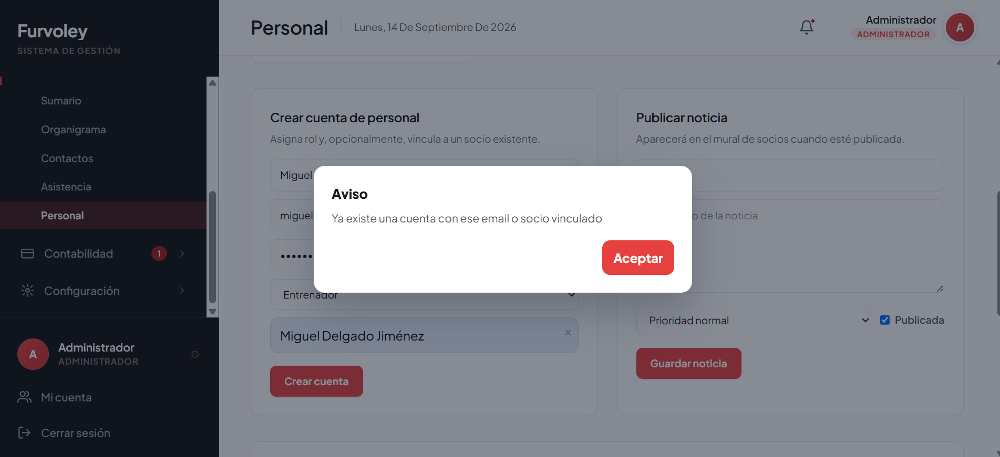 Furvoley
SISTEMA DE GESTIÓN
Sumario
Organigrama
Contactos
Asistencia
Personal
Contabilidad 1
Configuración
A Administrador
ADMINISTRADOR
Mi cuenta
Cerrar sesión
Personal Lunes, 14 De Septiembre De 2026
Administrador
ADMINISTRADOR
A
Crear cuenta de personal
Asigna rol y, opcionalmente, vincula a un socio existente.
Miguel
miguel
Entrenador
Miguel Delgado Jiménez
Crear cuenta
Publicar noticia
Aparecerá en el mural de socios cuando esté publicada.
de la noticia
Prioridad normal
Publicada
Guardar noticia
Aviso
Ya existe una cuenta con ese email o socio vinculado
Aceptar